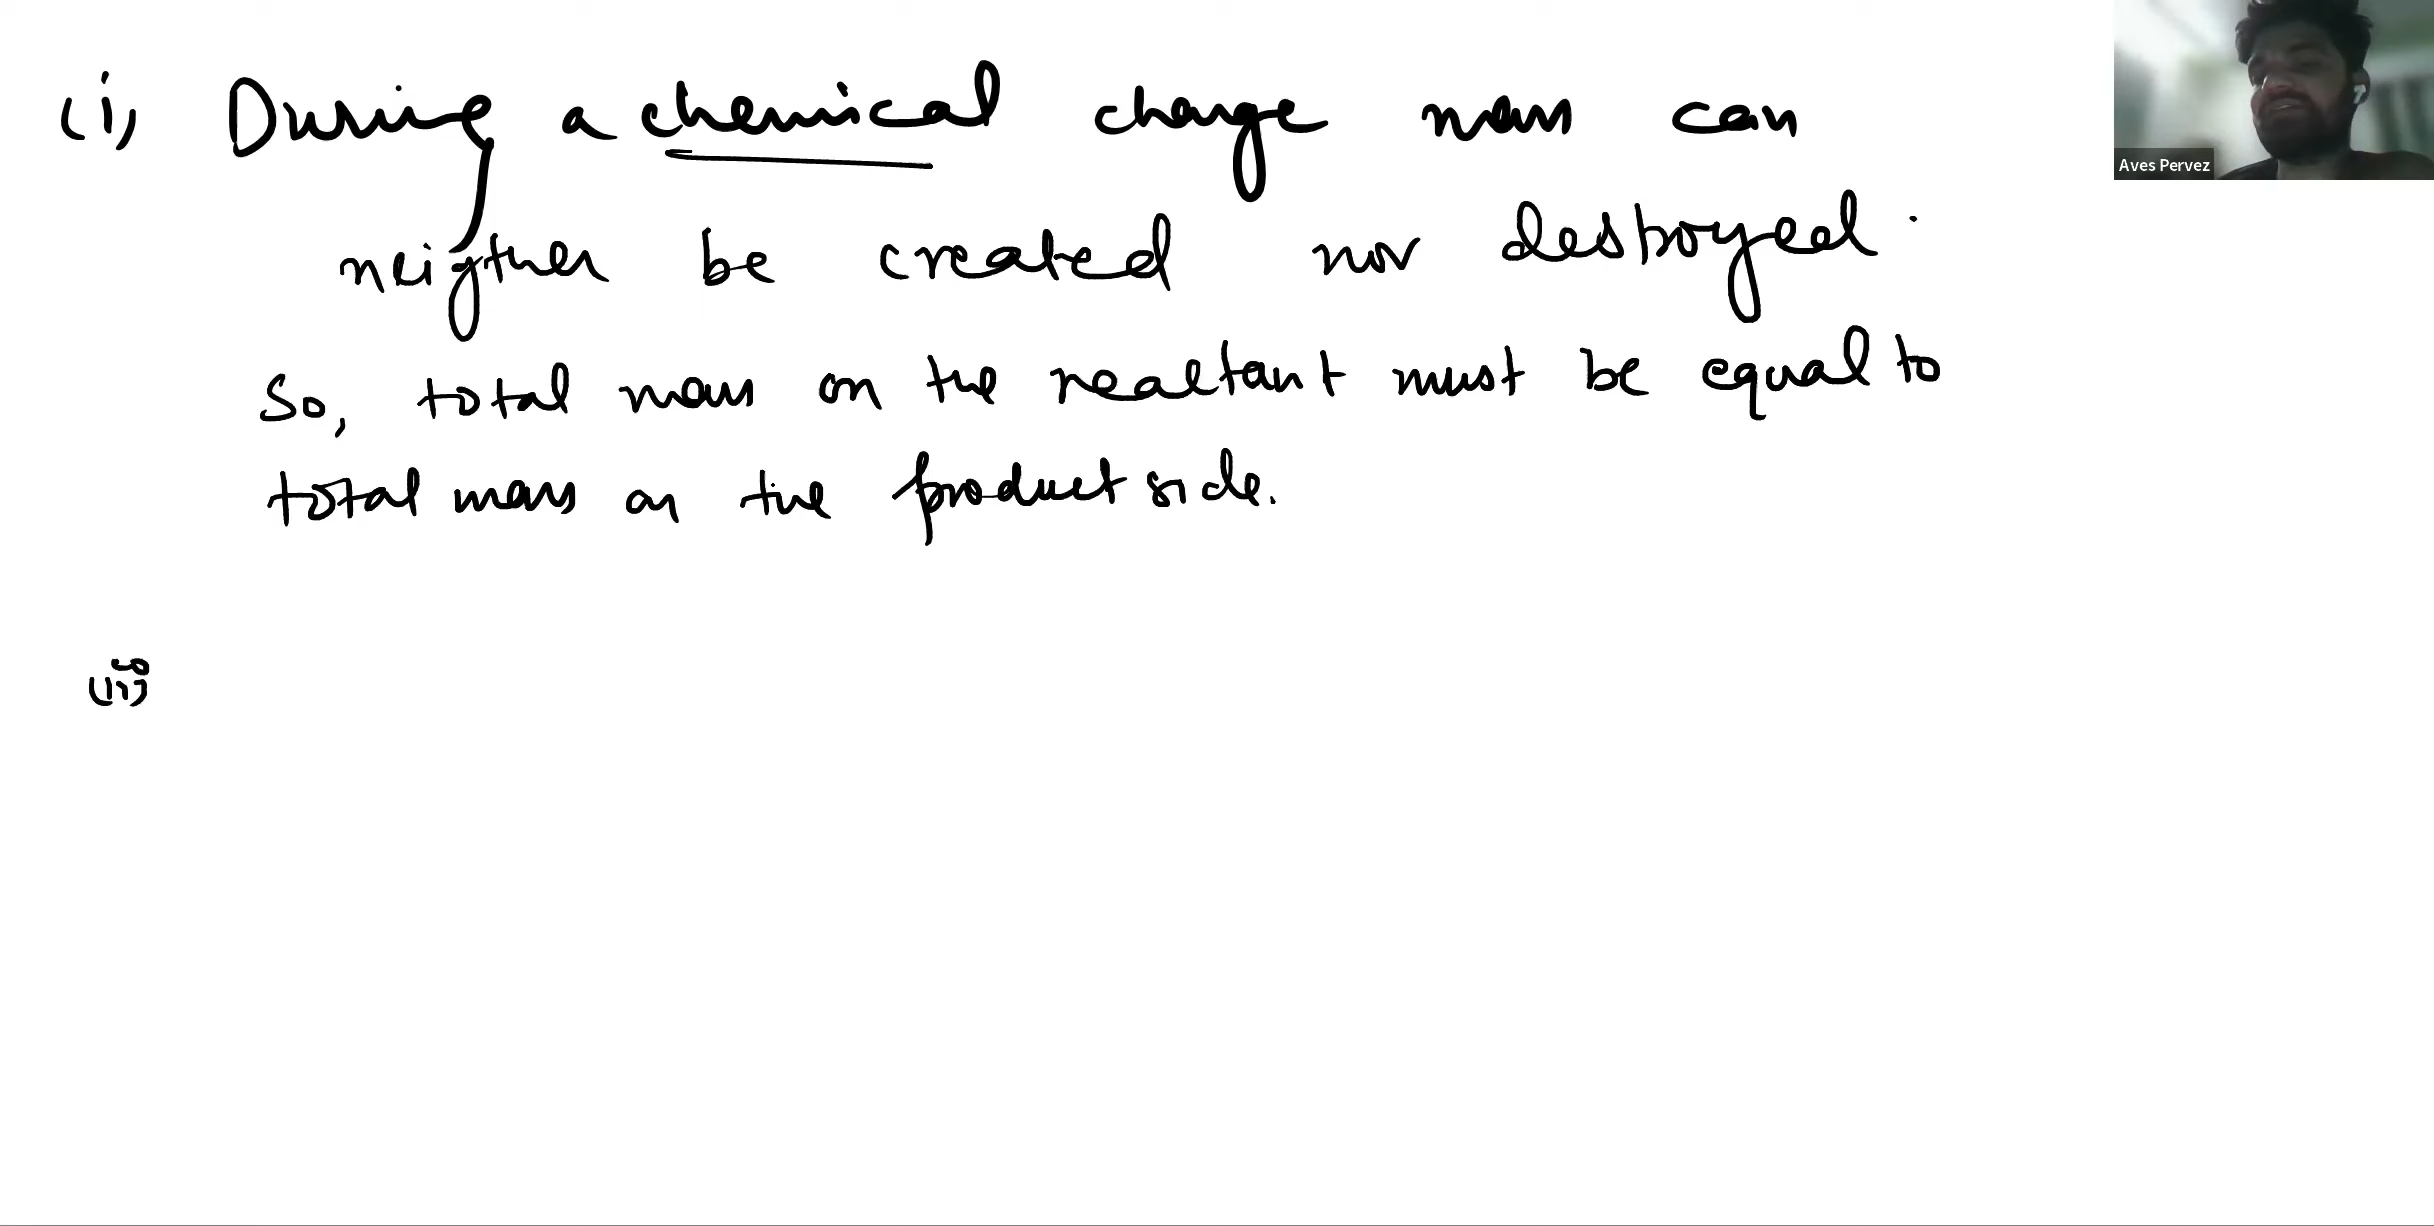 (i) During a chemical change mass can
Aves Pervez
neigther be created nor destroyed.
So, total mass on the reactant must be equal to
total mass on the product side.
(ii)